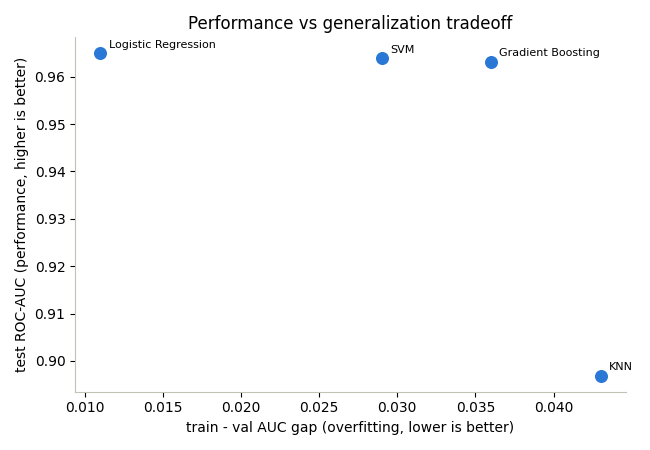 Performance vs generalization tradeoff
Logistic Regression
SVM
Gradient Boosting
KNN
test ROC-AUC (performance, higher is better)
0.96
0.95
0.94
0.93
0.92
0.91
0.90
0.010 0.015 0.020 0.025 0.030 0.035 0.040
train - val AUC gap (overfitting, lower is better)